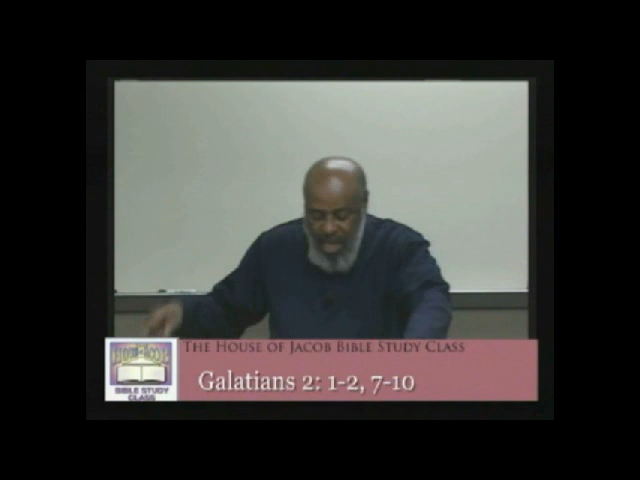 THE HOUSE OF JACOB BIBLE STUDY CLASS
Galatians 2: 1-2, 7-10
BIBLE STUDY
CLASS